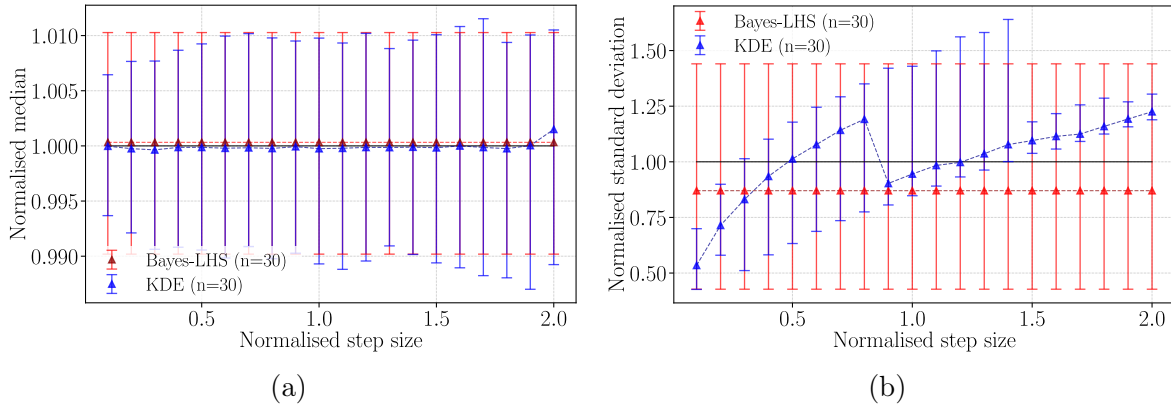 Normalised median
1.010
1.005
1.000
0.995
0.990
Bayes-LHS (n=30)
KDE (n=30)
0.5
1.0
1.5
2.0
Normalised step size
(a)
Normalised standard deviation
1.50
1.25
1.00
0.75
0.50
Bayes-LHS (n=30)
KDE (n=30)
0.5
1.0
1.5
2.0
Normalised step size
(b)